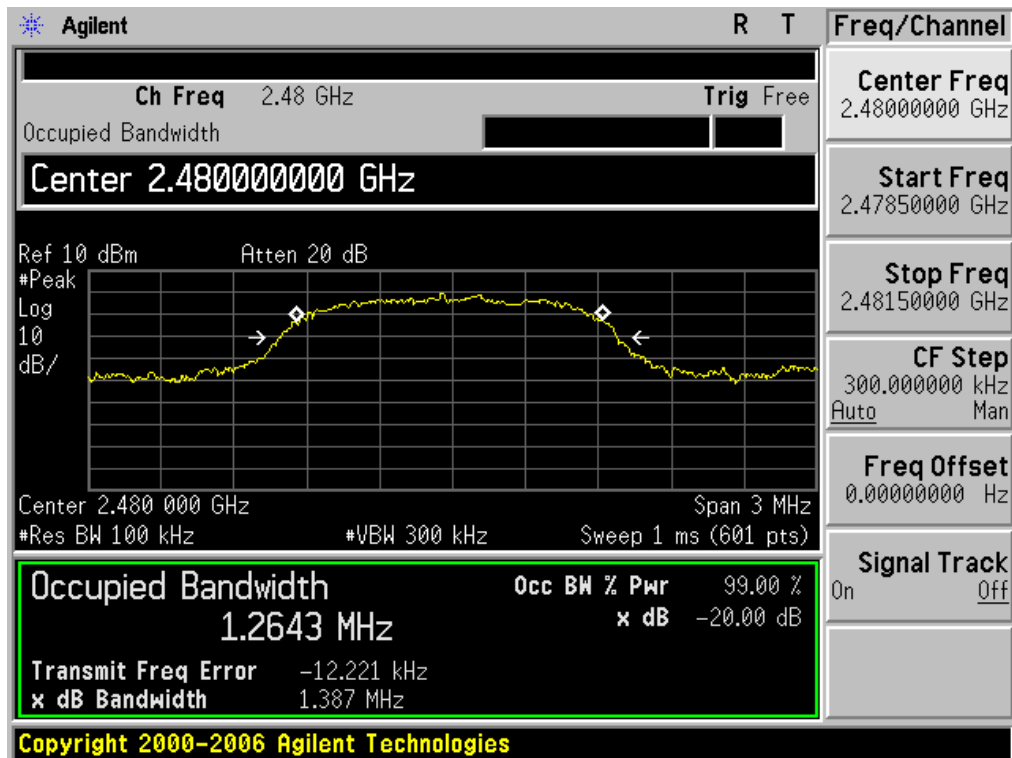 Agilent R T
Ch Freq 2.48 GHz Trig Free
Occupied Bandwidth
Center 2.480000000 GHz
Ref 10 dBm Atten 20 dB
#Peak
Log
10
dB/
Center 2.480 000 GHz Span 3 MHz
#Res BW 100 kHz #VBW 300 kHz Sweep 1 ms (601 pts)
Occupied Bandwidth Occ BW % Pwr 99.00 %
1.2643 MHz x dB -20.00 dB
Transmit Freq Error -12.221 kHz
x dB Bandwidth 1.387 MHz
Copyright 2000-2006 Agilent Technologies
Freq/Channel
Center Freq
2.48000000 GHz
Start Freq
2.47850000 GHz
Stop Freq
2.48150000 GHz
CF Step
300.000000 kHz
Auto Man
Freq Offset
0.00000000 Hz
Signal Track
On Off